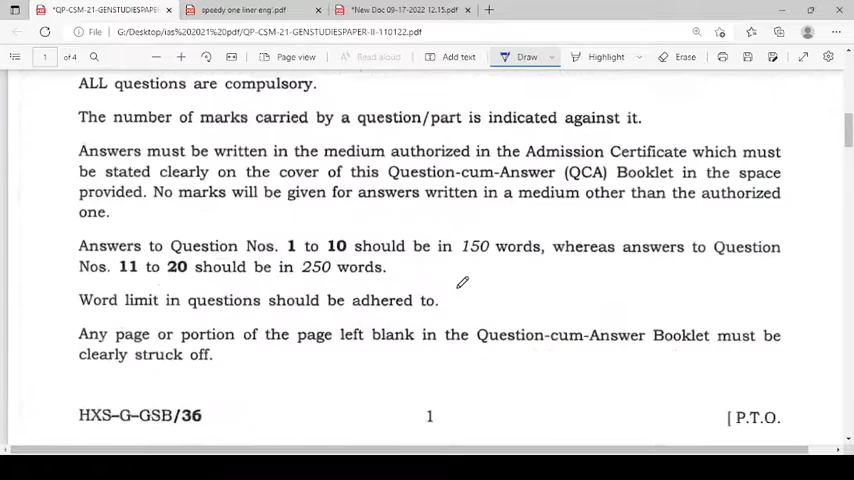 *QP-CSM-21-GENSTUDIESPAPER-II
speedy one liner eng.pdf
*New Doc 09-17-2022 12.15.pdf
File
G:/Desktop/ias%202021%20pdf/QP-CSM-21-GENSTUDIESPAPER-II-110122.pdf
1 of 4
Page view
Read aloud
Add text
Draw
Highlight
Erase
ALL questions are compulsory.
The number of marks carried by a question/part is indicated against it.
Answers must be written in the medium authorized in the Admission Certificate which must
be stated clearly on the cover of this Question-cum-Answer (QCA) Booklet in the space
provided. No marks will be given for answers written in a medium other than the authorized
one.
Answers to Question Nos. 1 to 10 should be in 150 words, whereas answers to Question
Nos. 11 to 20 should be in 250 words.
Word limit in questions should be adhered to.
Any page or portion of the page left blank in the Question-cum-Answer Booklet must be
clearly struck off.
HXS-G-GSB/36
1
[ P.T.O.